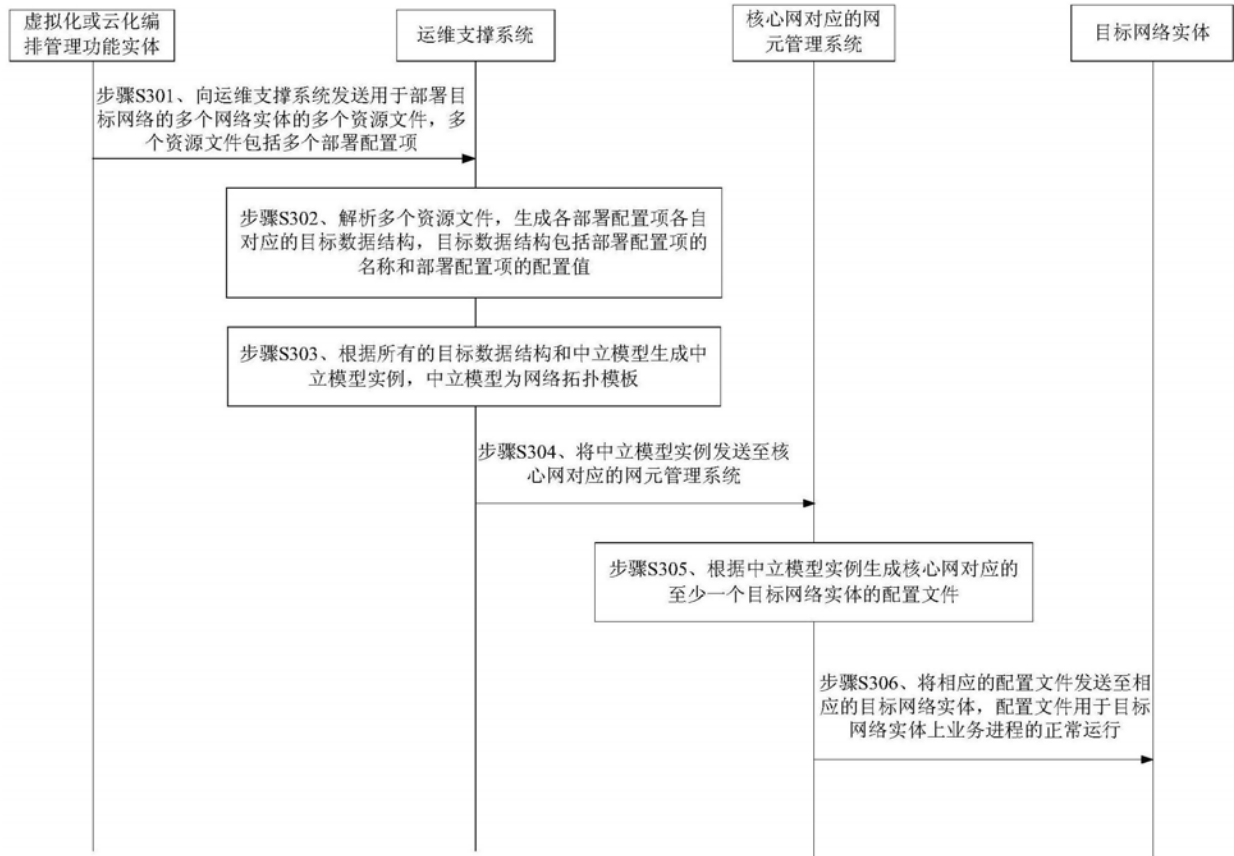 虚拟化或云化编
排管理功能实体
运维支撑系统
核心网对应的网
元管理系统
目标网络实体
步骤S301、向运维支撑系统发送用于部署目
标网络的多个网络实体的多个资源文件，多
个资源文件包括多个部署配置项
步骤S302、解析多个资源文件，生成各部署配置项各自
对应的目标数据结构，目标数据结构包括部署配置项的
名称和部署配置项的配置值
步骤S303、根据所有的目标数据结构和中立模型生成中
立模型实例，中立模型为网络拓扑模板
步骤S304、将中立模型实例发送至核
心网对应的网元管理系统
步骤S305、根据中立模型实例生成核心网对应的
至少一个目标网络实体的配置文件
步骤S306、将相应的配置文件发送至相
应的目标网络实体，配置文件用于目标
网络实体上业务进程的正常运行